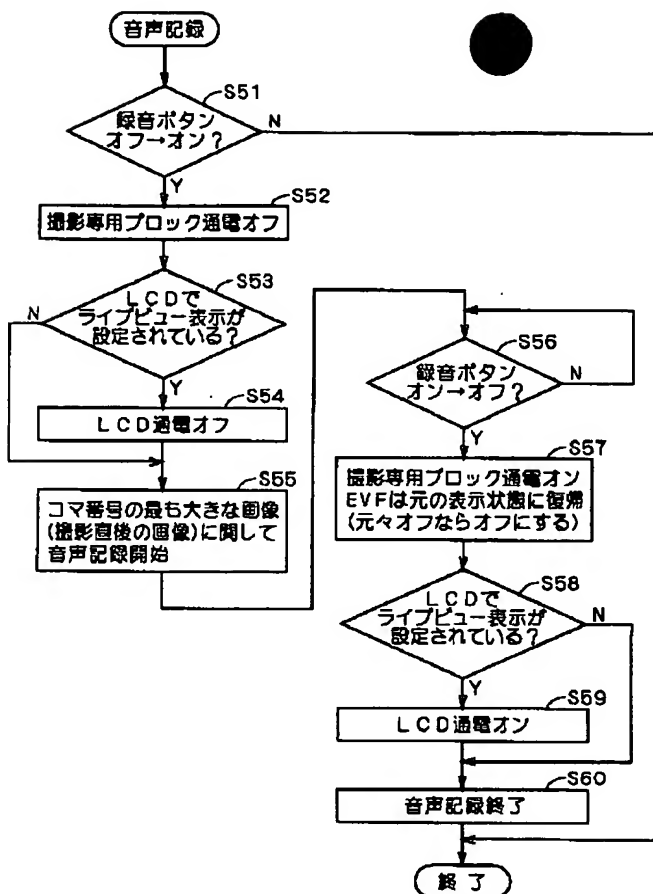 音声記録
S51
録音ボタン
オフ→オン？
N
Y
S52
撮影専用ブロック通電オフ
S53
LCDで
ライブビュー表示が
設定されている？
N
Y
S54
LCD通電オフ
S55
コマ番号の最も大きな画像
(撮影直後の画像)に関して
音声記録開始
S56
録音ボタン
オン→オフ？
N
Y
S57
撮影専用ブロック通電オン
EVFは元の表示状態に復帰
(元々オフならオフにする)
S58
LCDで
ライブビュー表示が
設定されている？
N
Y
S59
LCD通電オン
S60
音声記録終了
終了